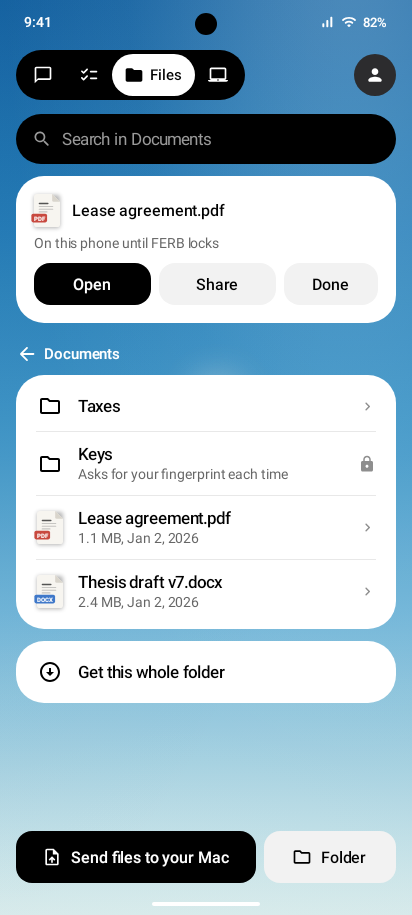 9:41
82%
Files
Search in Documents
PDF
Lease agreement.pdf
On this phone until FERB locks
Open
Share
Done
Documents
Taxes
Keys
Asks for your fingerprint each time
PDF
Lease agreement.pdf
1.1 MB, Jan 2, 2026
DOCX
Thesis draft v7.docx
2.4 MB, Jan 2, 2026
Get this whole folder
Send files to your Mac
Folder